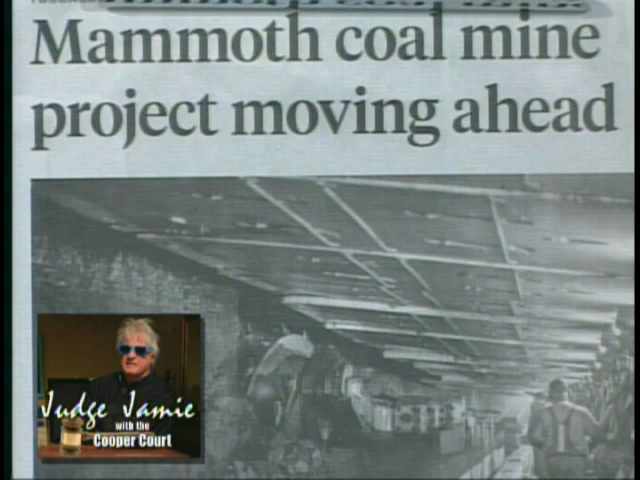 Mammoth coal mine
project moving ahead
Judge Jamie
with the
Cooper Court